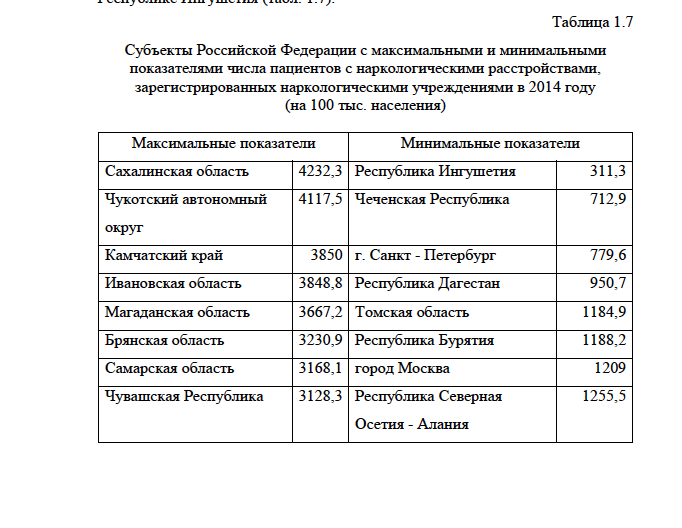 Республике Ингушетия (табл. 1.7).
Таблица 1.7
Субъекты Российской Федерации с максимальными и минимальными
показателями числа пациентов с наркологическими расстройствами,
зарегистрированных наркологическими учреждениями в 2014 году
(на 100 тыс. населения)
Максимальные показатели Минимальные показатели
Сахалинская область 4232,3 Республика Ингушетия 311,3
Чукотский автономный 4117,5 Чеченская Республика 712,9
округ
Камчатский край 3850 г. Санкт - Петербург 779,6
Ивановская область 3848,8 Республика Дагестан 950,7
Магаданская область 3667,2 Томская область 1184,9
Брянская область 3230,9 Республика Бурятия 1188,2
Самарская область 3168,1 город Москва 1209
Чувашская Республика 3128,3 Республика Северная 1255,5
Осетия - Алания